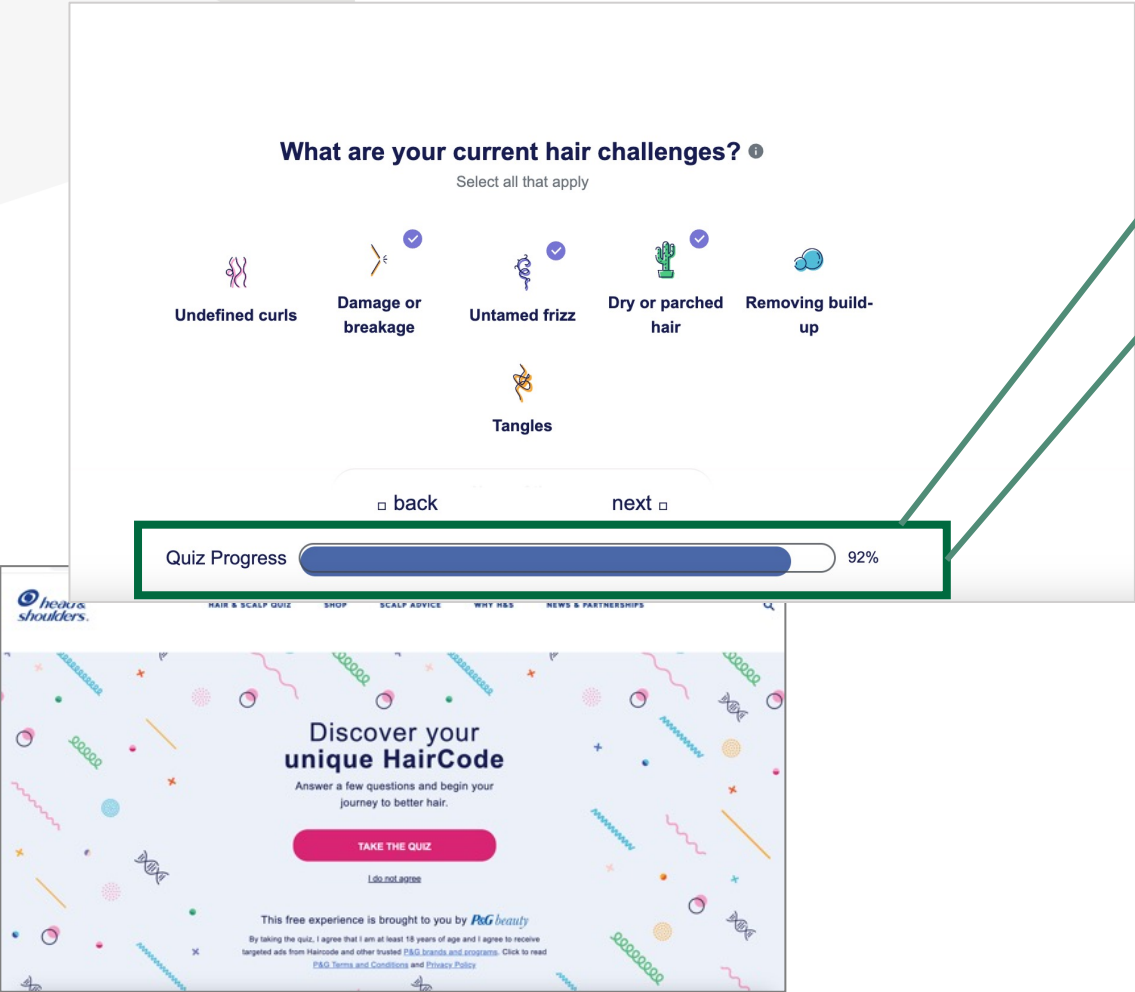 What are your current hair challenges?
Select all that apply
Undefined curls
Damage or
breakage
Untamed frizz
Dry or parched
hair
Removing build-
up
Tangles
back
next
Quiz Progress
92%
head &
shoulders.
HAIR & SCALP QUIZ SHOP SCALP ADVICE WHY H&S NEWS & PARTNERSHIPS
Discover your
unique HairCode
Answer a few questions and begin your
journey to better hair.
TAKE THE QUIZ
I do not agree
This free experience is brought to you by P&G beauty
By taking the quiz, I agree that I am at least 18 years of age and I agree to receive
targeted ads from Haircode and other trusted P&G brands and programs. Click to read
P&G Terms and Conditions and Privacy Policy